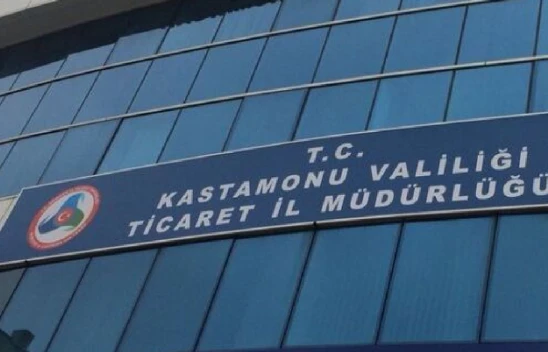 T.C.
KASTAMONU VALİLİĞİ
TİCARET İL MÜDÜRLÜĞÜ